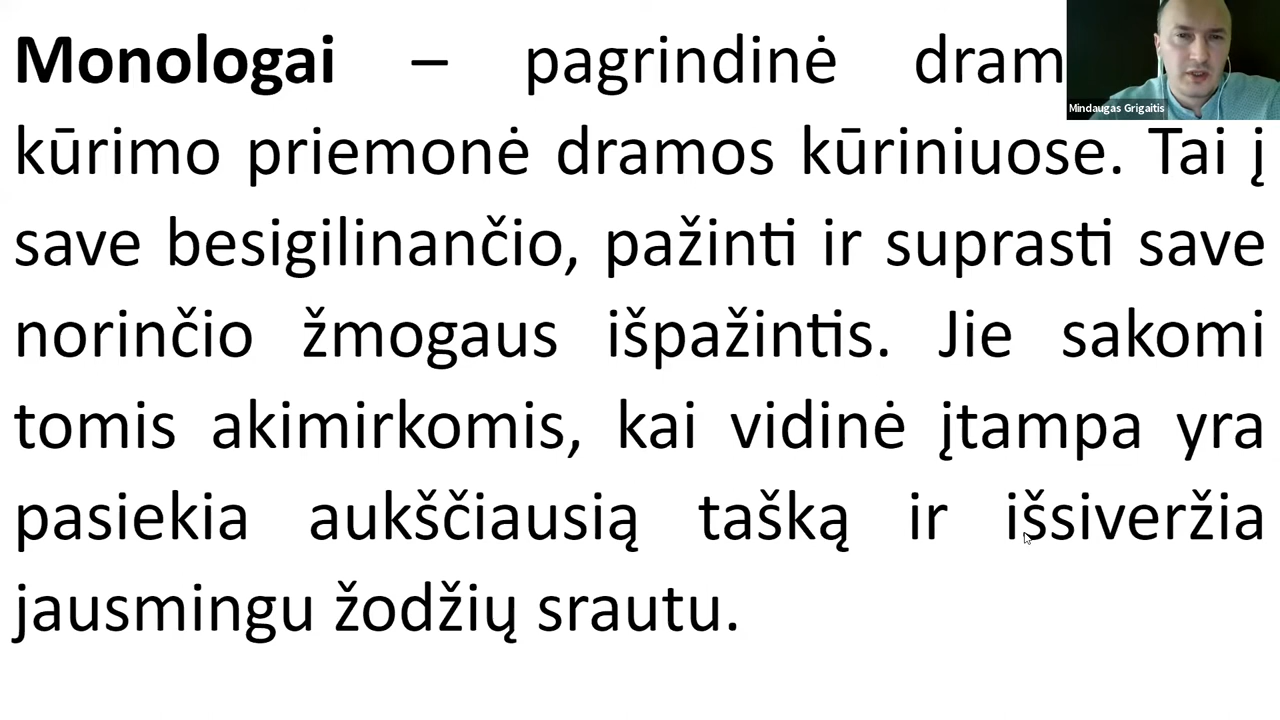 Monologai – pagrindinė dram
Mindaugas Grigaitis
kūrimo priemonė dramos kūriniuose. Tai į
save besigilinančio, pažinti ir suprasti save
norinčio žmogaus išpažintis. Jie sakomi
tomis akimirkomis, kai vidinė įtampa yra
pasiekia aukščiausią tašką ir išsiveržia
jausmingu žodžių srautu.